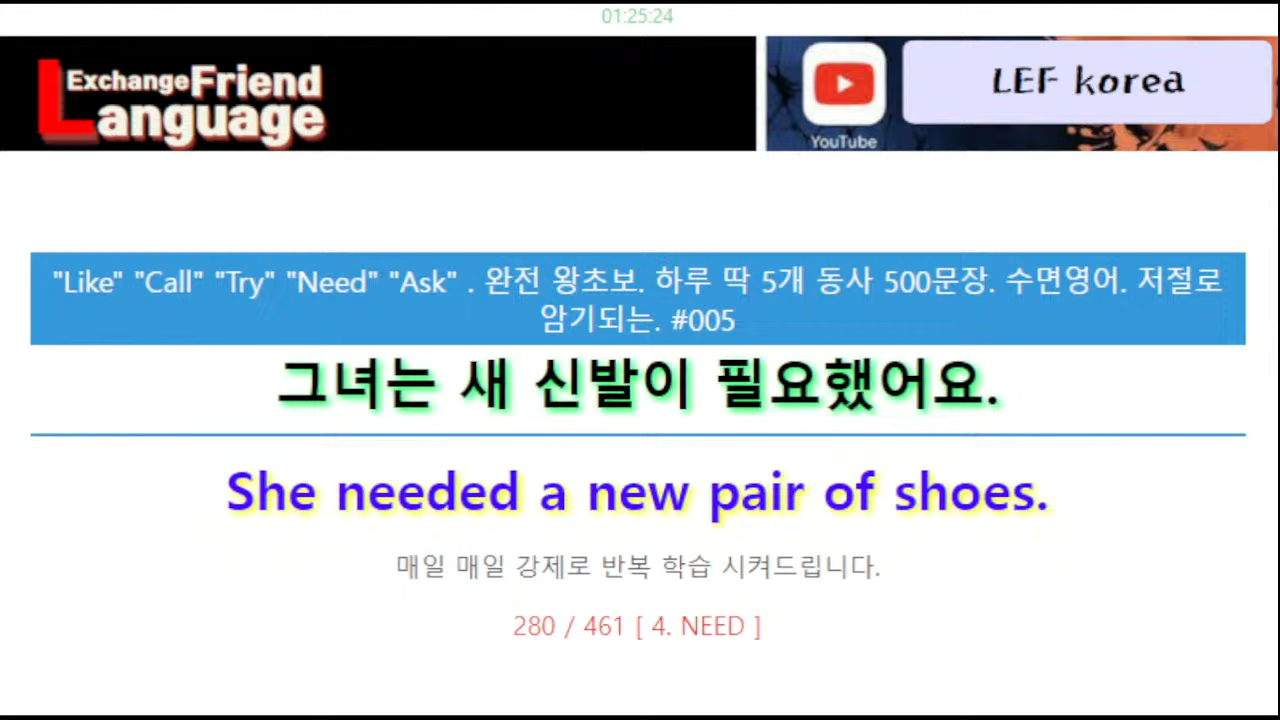 01:25:24
ExchangeFriend
Language
LEF korea
YouTube
"Like" "Call" "Try" "Need" "Ask" . 완전 왕초보. 하루 딱 5개 동사 500문장. 수면영어. 저절로
암기되는. #005
그녀는 새 신발이 필요했어요.
She needed a new pair of shoes.
매일 매일 강제로 반복 학습 시켜드립니다.
280 / 461 [ 4. NEED ]